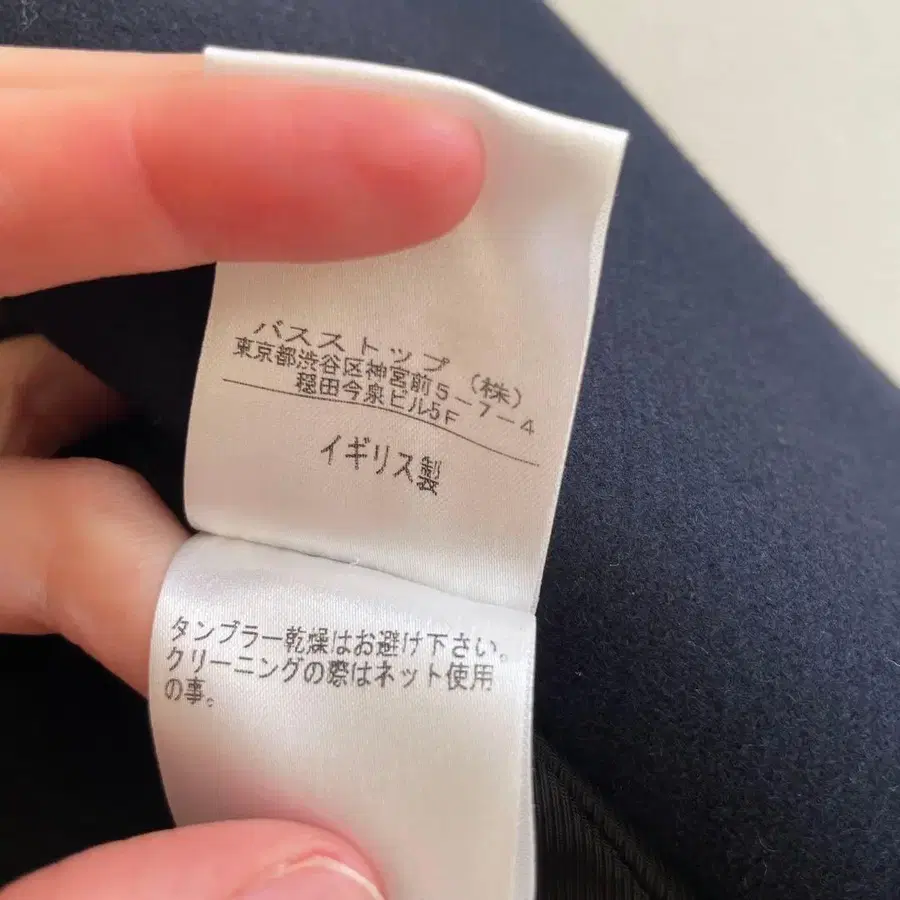 バスストップ（株）
東京都渋谷区神宮前５−７−４
穏田今泉ビル5F
イギリス製
タンブラー乾燥はお避け下さい。
クリーニングの際はネット使用
の事。